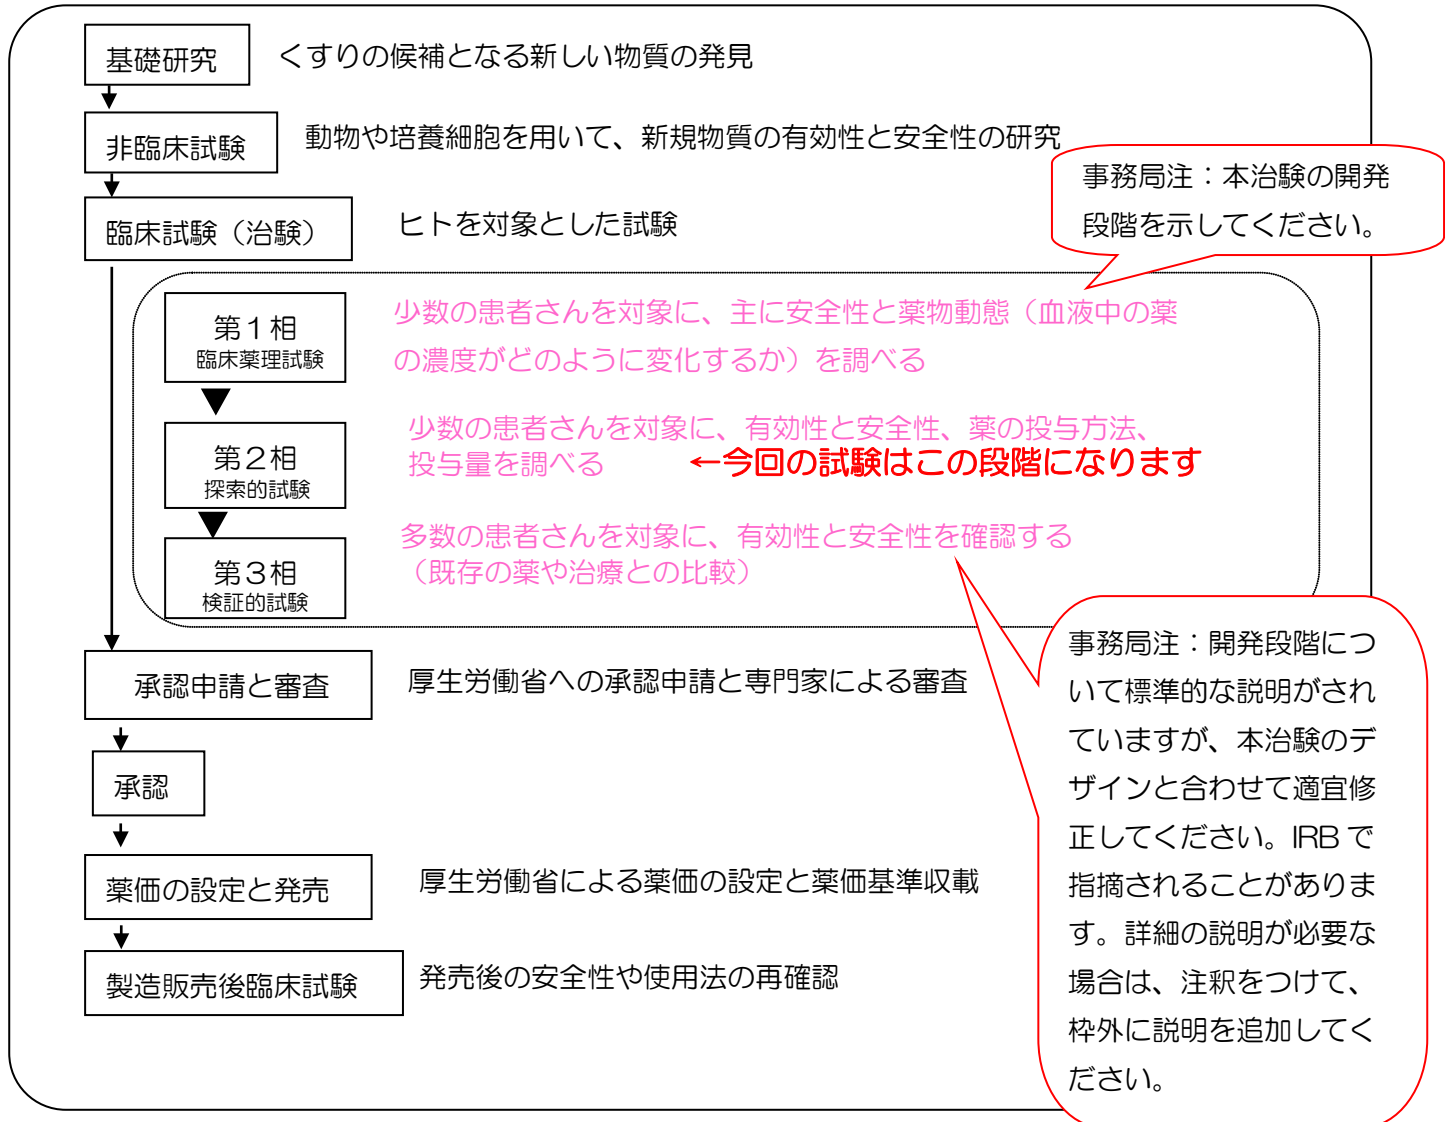 基礎研究
くすりの候補となる新しい物質の発見
非臨床試験
動物や培養細胞を用いて、新規物質の有効性と安全性の研究
事務局注：本治験の開発
段階を示してください。
臨床試験（治験）
ヒトを対象とした試験
第１相
臨床薬理試験
少数の患者さんを対象に、主に安全性と薬物動態（血液中の薬
の濃度がどのように変化するか）を調べる
第２相
探索的試験
少数の患者さんを対象に、有効性と安全性、薬の投与方法、
投与量を調べる ←今回の試験はこの段階になります
第３相
検証的試験
多数の患者さんを対象に、有効性と安全性を確認する
（既存の薬や治療との比較）
事務局注：開発段階につ
いて標準的な説明がされ
ていますが、本治験のデ
ザインと合わせて適宜修
正してください。IRB で
指摘されることがありま
す。詳細の説明が必要な
場合は、注釈をつけて、
枠外に説明を追加してく
ださい。
承認申請と審査
厚生労働省への承認申請と専門家による審査
承認
薬価の設定と発売
厚生労働省による薬価の設定と薬価基準収載
製造販売後臨床試験
発売後の安全性や使用法の再確認